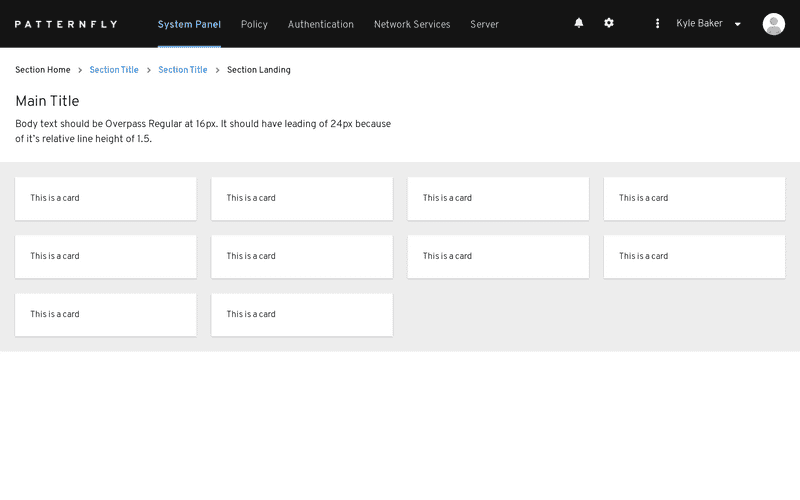 PATTERNFLY System Panel Policy Authentication Network Services Server Kyle Baker
Section Home Section Title Section Title Section Landing
Main Title
Body text should be Overpass Regular at 16px. It should have leading of 24px because
of it's relative line height of 1.5.
This is a card This is a card This is a card This is a card
This is a card This is a card This is a card This is a card
This is a card This is a card